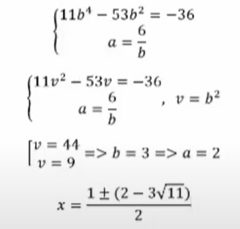 {11b⁴ − 53b² = −36
a = 6/b
{11v² − 53v = −36
a = 6/b , v = b²
[v = 44
v = 9 => b = 3 => a = 2
x = (1 ± (2 − 3√11))/2